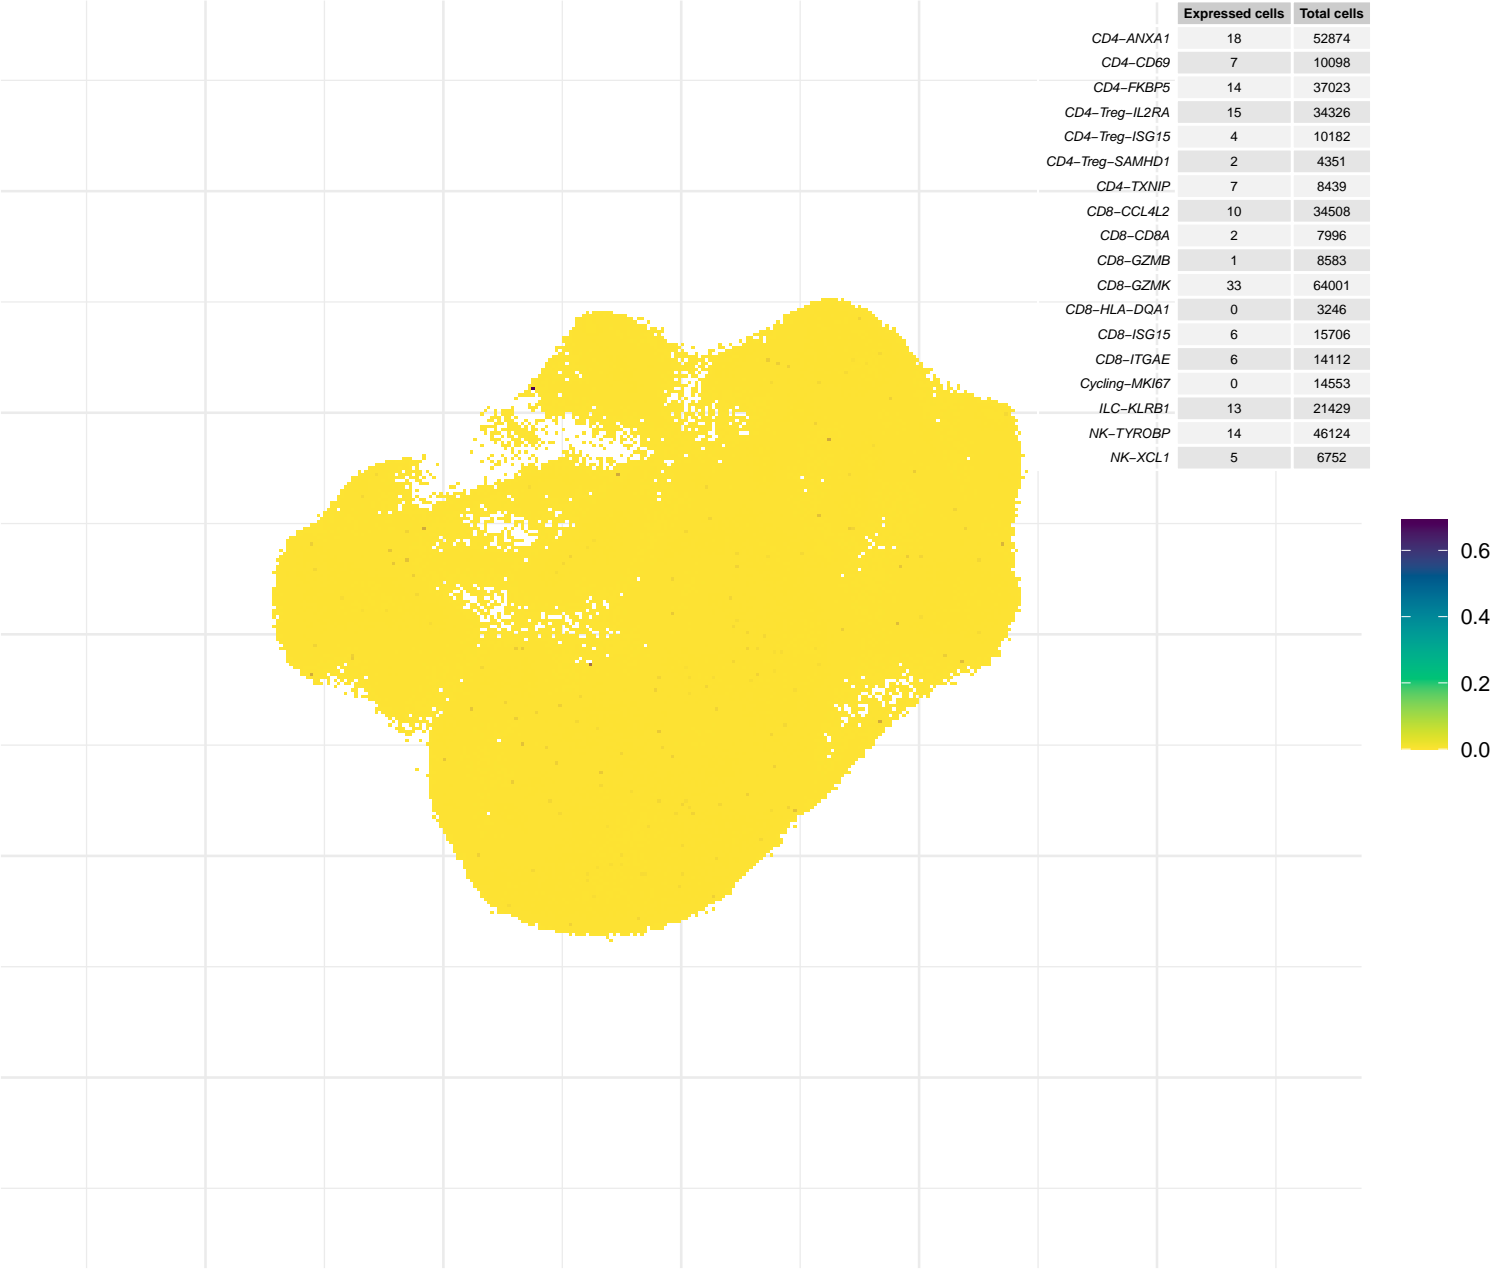 Expressed cells Total cells
CD4−ANXA1 18 52874
CD4−CD69 7 10098
CD4−FKBP5 14 37023
CD4−Treg−IL2RA 15 34326
CD4−Treg−ISG15 4 10182
CD4−Treg−SAMHD1 2 4351
CD4−TXNIP 7 8439
CD8−CCL4L2 10 34508
CD8−CD8A 2 7996
CD8−GZMB 1 8583
CD8−GZMK 33 64001
CD8−HLA−DQA1 0 3246
CD8−ISG15 6 15706
CD8−ITGAE 6 14112
Cycling−MKI67 0 14553
ILC−KLRB1 13 21429
NK−TYROBP 14 46124
NK−XCL1 5 6752
0.6
0.4
0.2
0.0